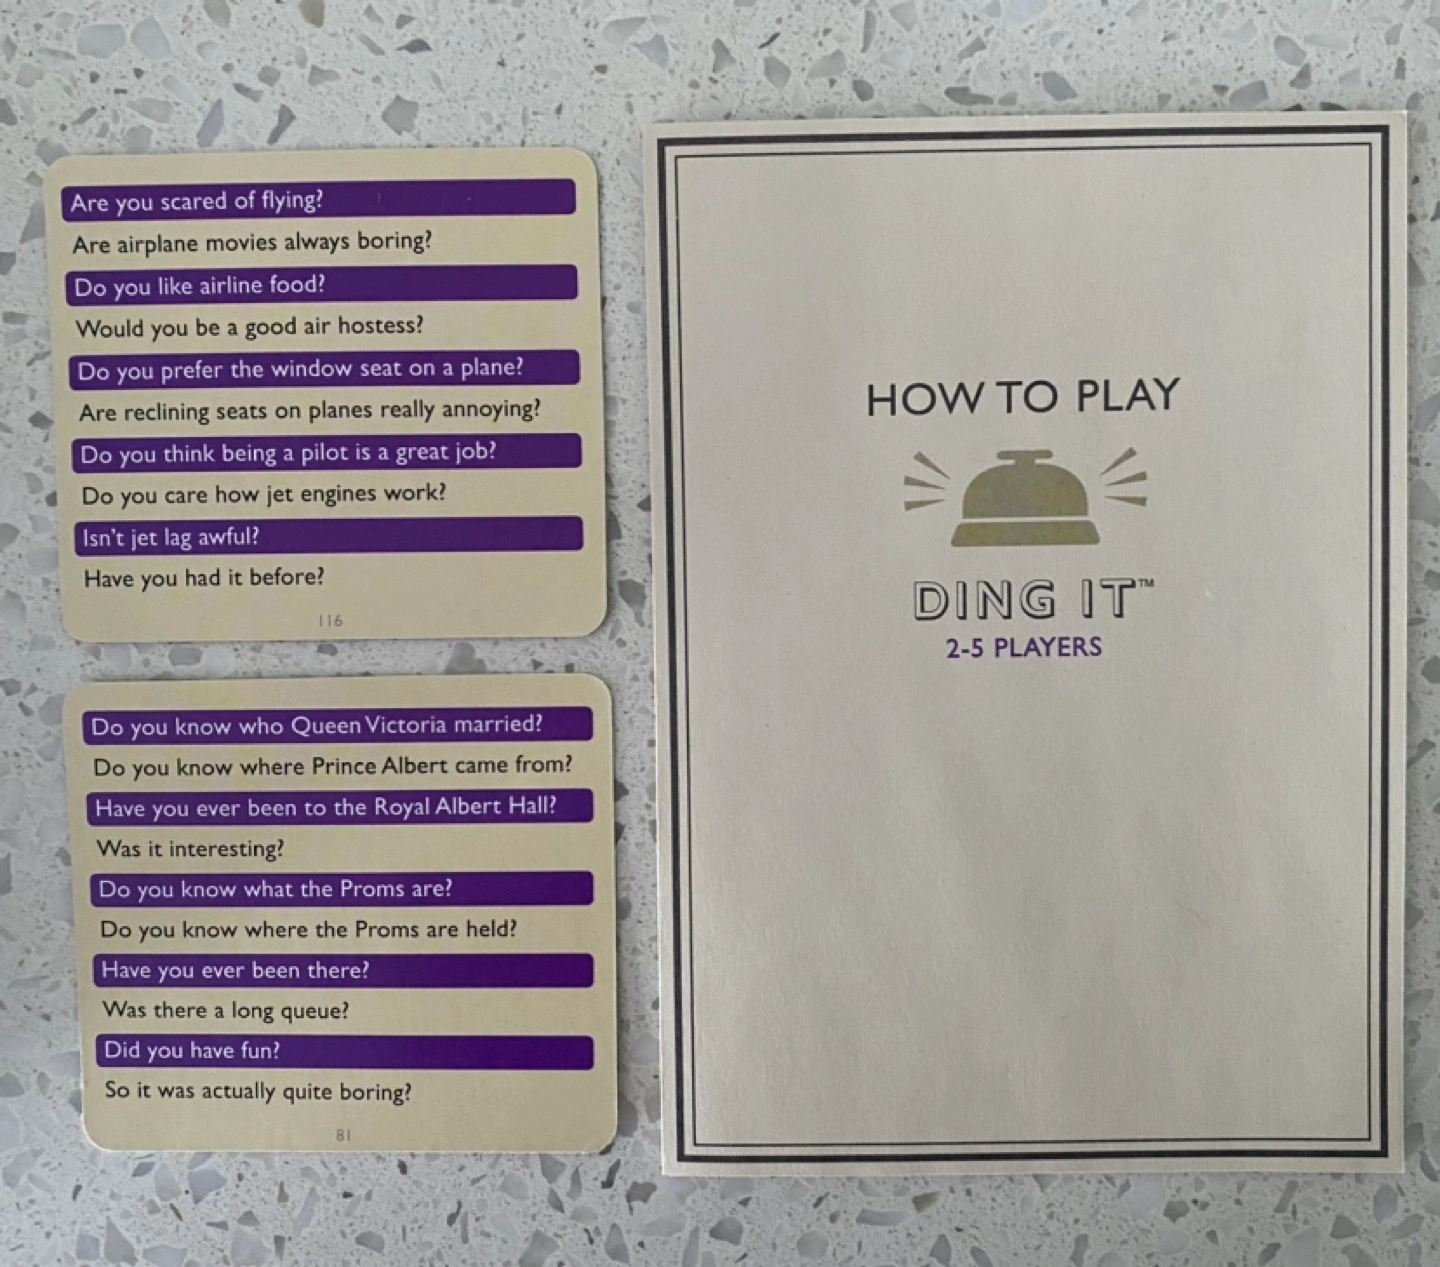 Are you scared of flying?
Are airplane movies always boring?
Do you like airline food?
Would you be a good air hostess?
Do you prefer the window seat on a plane?
Are reclining seats on planes really annoying?
Do you think being a pilot is a great job?
Do you care how jet engines work?
Isn't jet lag awful?
Have you had it before?
116
Do you know who Queen Victoria married?
Do you know where Prince Albert came from?
Have you ever been to the Royal Albert Hall?
Was it interesting?
Do you know what the Proms are?
Do you know where the Proms are held?
Have you ever been there?
Was there a long queue?
Did you have fun?
So it was actually quite boring?
81
HOW TO PLAY
DING IT™
2-5 PLAYERS